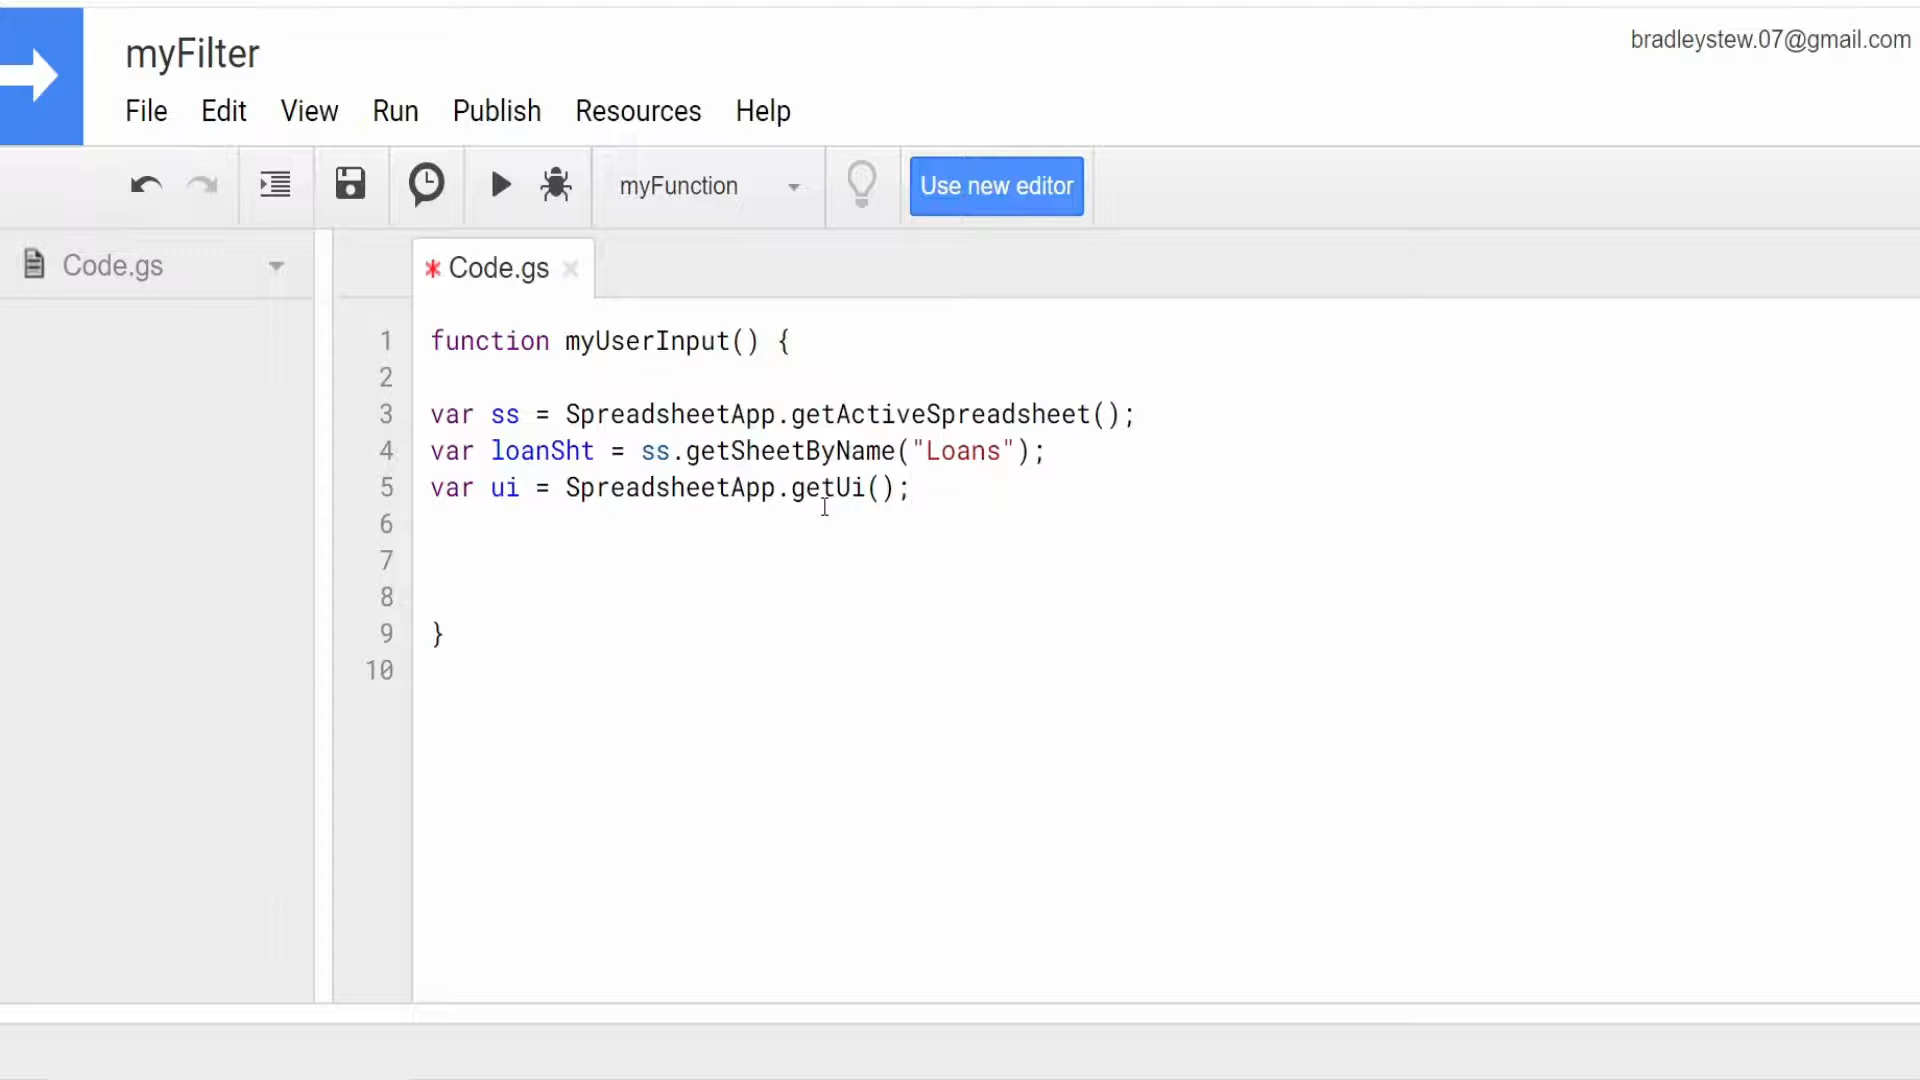 myFilter
bradleystew.07@gmail.com
File Edit View Run Publish Resources Help
myFunction Use new editor
Code.gs
* Code.gs ×
1 function myUserInput() {
2
3 var ss = SpreadsheetApp.getActiveSpreadsheet();
4 var loanSht = ss.getSheetByName("Loans");
5 var ui = SpreadsheetApp.getUi();
6
7
8
9 }
10